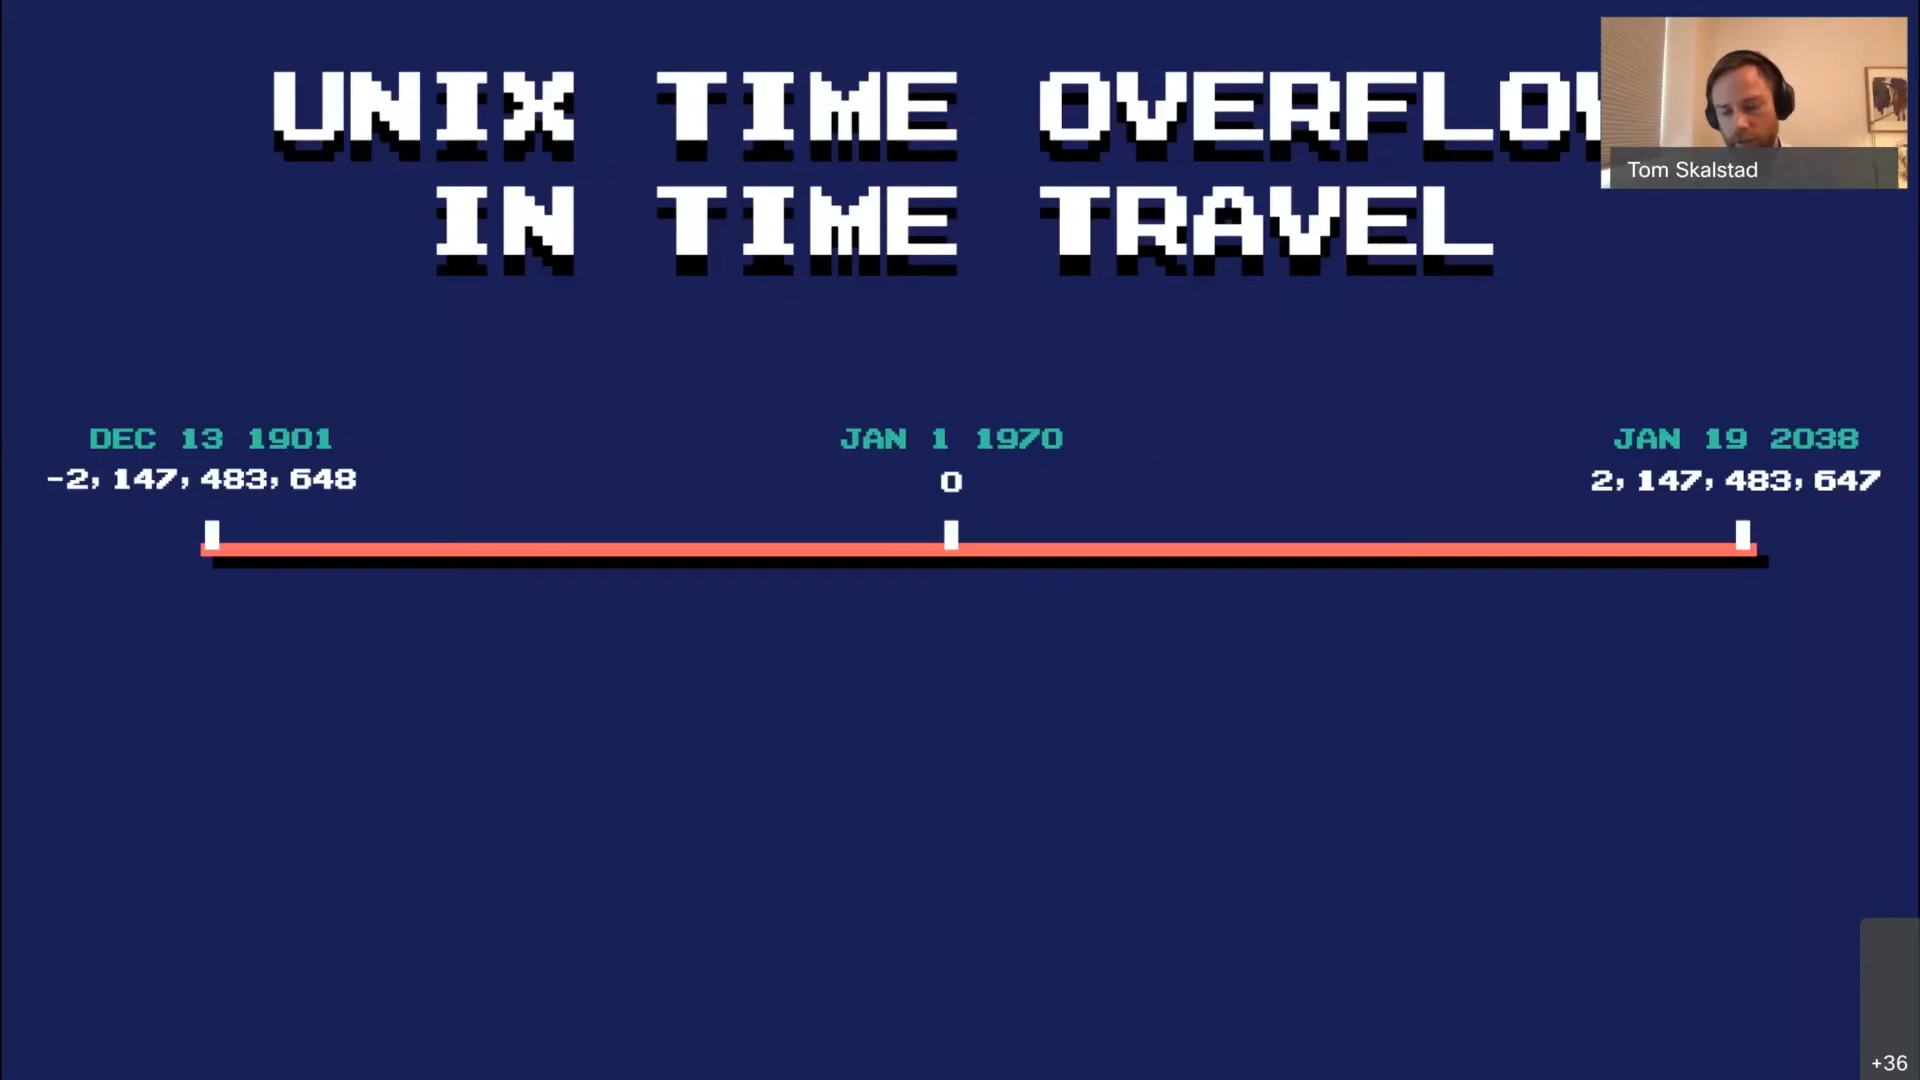 UNIX TIME OVERFLOW
IN TIME TRAVEL
Tom Skalstad
DEC 13 1901
-2,147,483,648
JAN 1 1970
0
JAN 19 2038
2,147,483,647
+36